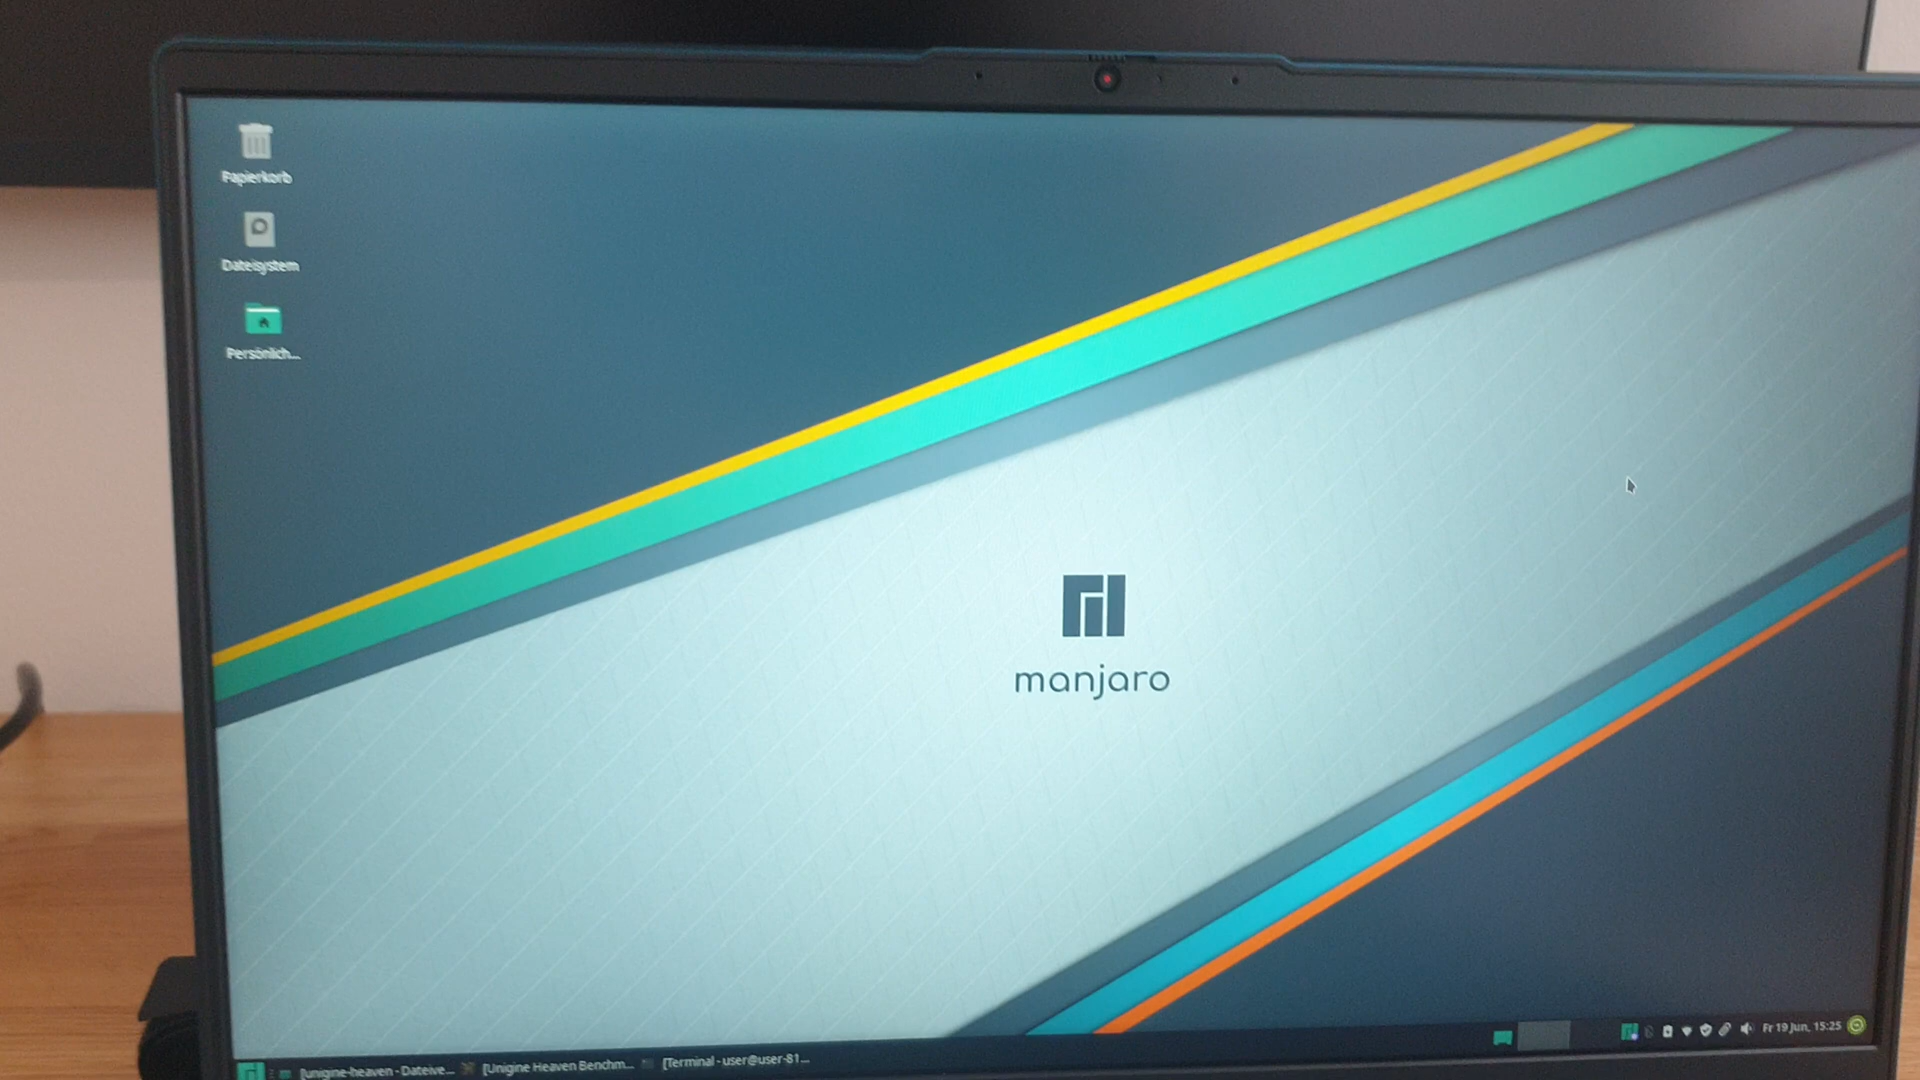 Papierkorb
Dateisystem
Persönlich...
manjaro
[unigine-heaven - Dateive...
[Unigine Heaven Benchm...
[Terminal - user@user-81...
Fr 19 Jun, 15:25